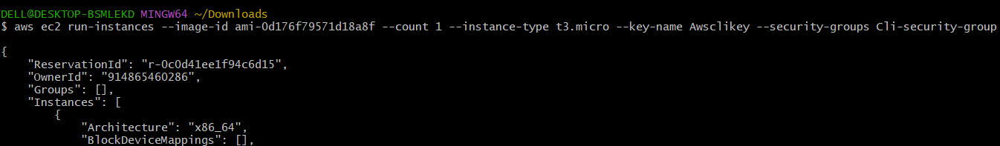 DELL@DESKTOP-BSMLEKD MINGW64 ~/Downloads
$ aws ec2 run-instances --image-id ami-0d176f79571d18a8f --count 1 --instance-type t3.micro --key-name Awsclikey --security-groups Cli-security-group
{
    "ReservationId": "r-0c0d41ee1f94c6d15",
    "OwnerId": "914865460286",
    "Groups": [],
    "Instances": [
        {
            "Architecture": "x86_64",
            "BlockDeviceMappings": [],